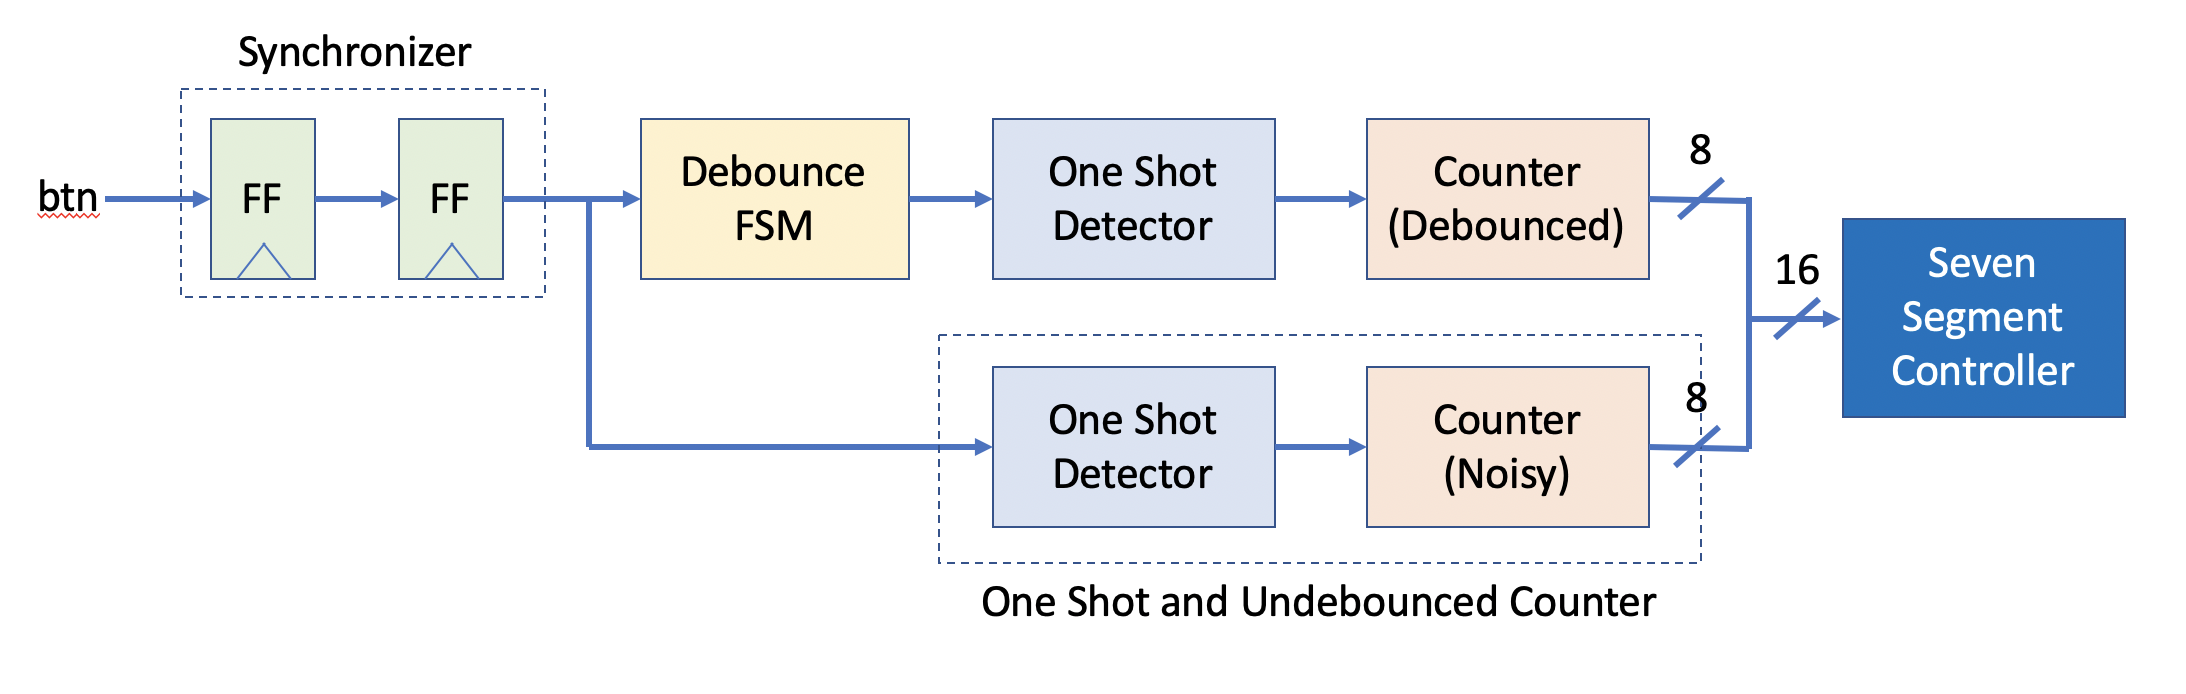 Synchronizer
btn
FF
FF
Debounce
FSM
One Shot
Detector
Counter
(Debounced)
8
16
Seven
Segment
Controller
One Shot
Detector
Counter
(Noisy)
8
One Shot and Undebounced Counter